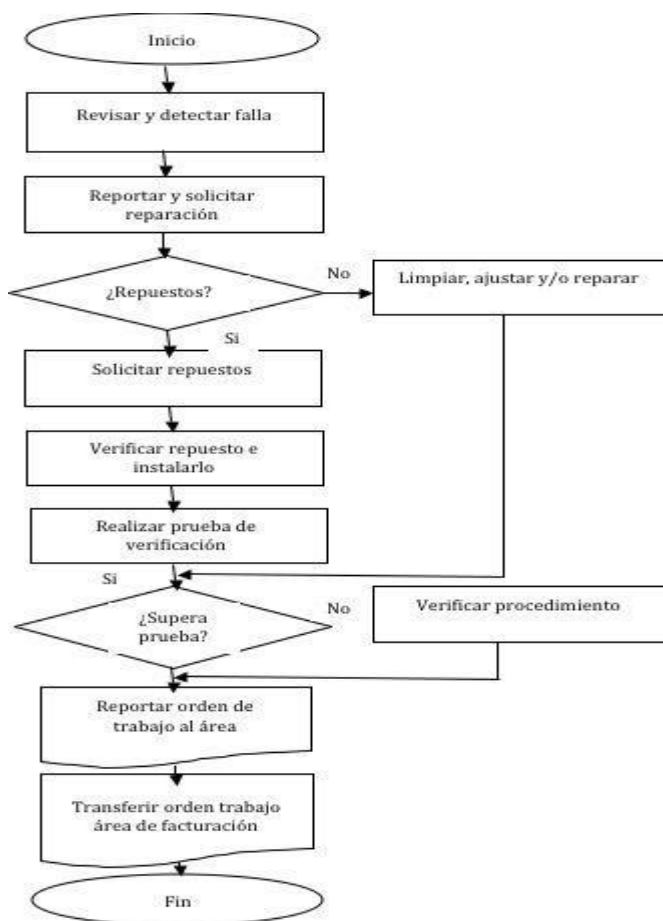 Inicio
Revisar y detectar falla
Reportar y solicitar
reparación
¿Repuestos?
No
Limpiar, ajustar y/o reparar
Si
Solicitar repuestos
Verificar repuesto e
instalarlo
Realizar prueba de
verificación
Si
¿Supera
prueba?
No
Verificar procedimiento
Reportar orden de
trabajo al área
Transferir orden trabajo
área de facturación
Fin